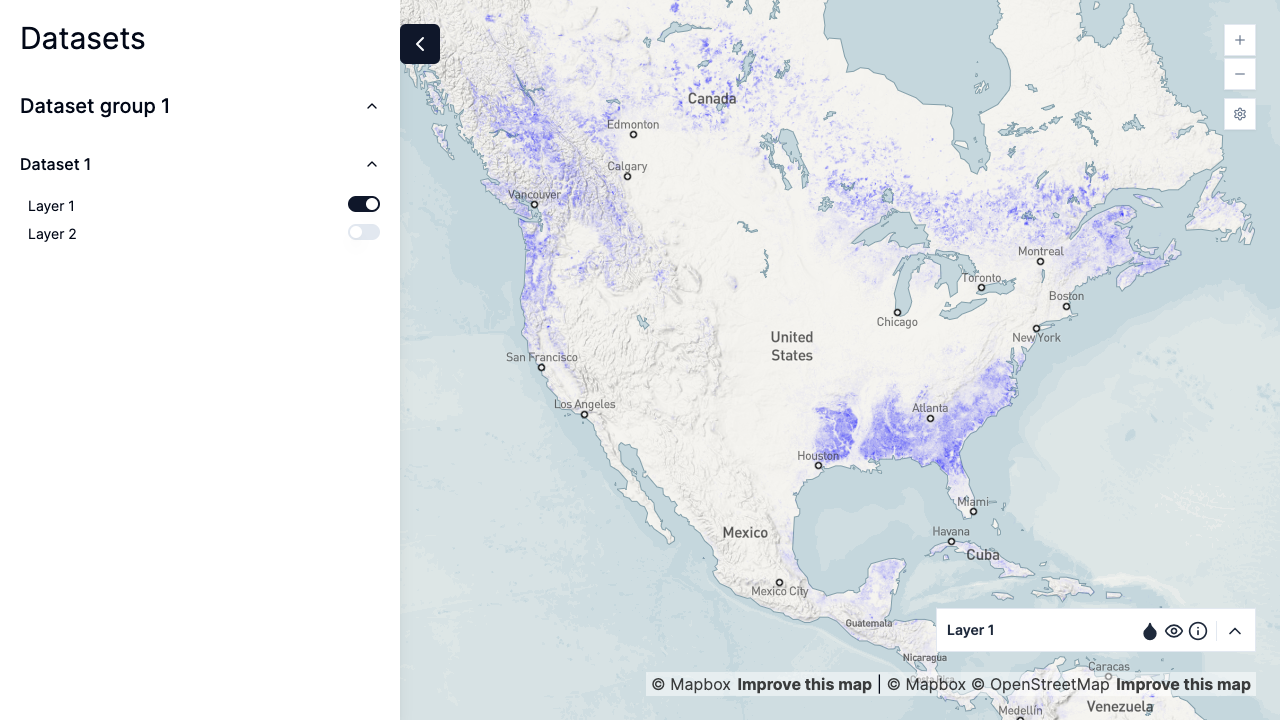 Datasets
Dataset group 1
Dataset 1
Layer 1
Layer 2
Canada
Edmonton
Calgary
Vancouver
Montreal
Toronto
Boston
Chicago
New York
United
States
San Francisco
Los Angeles
Atlanta
Houston
Miami
Havana
Mexico
Cuba
Mexico City
Guatemala
Layer 1
Nicaragua
Caracas
© Mapbox Improve this map | © Mapbox © OpenStreetMap Improve this map
Medellín
Venezuela